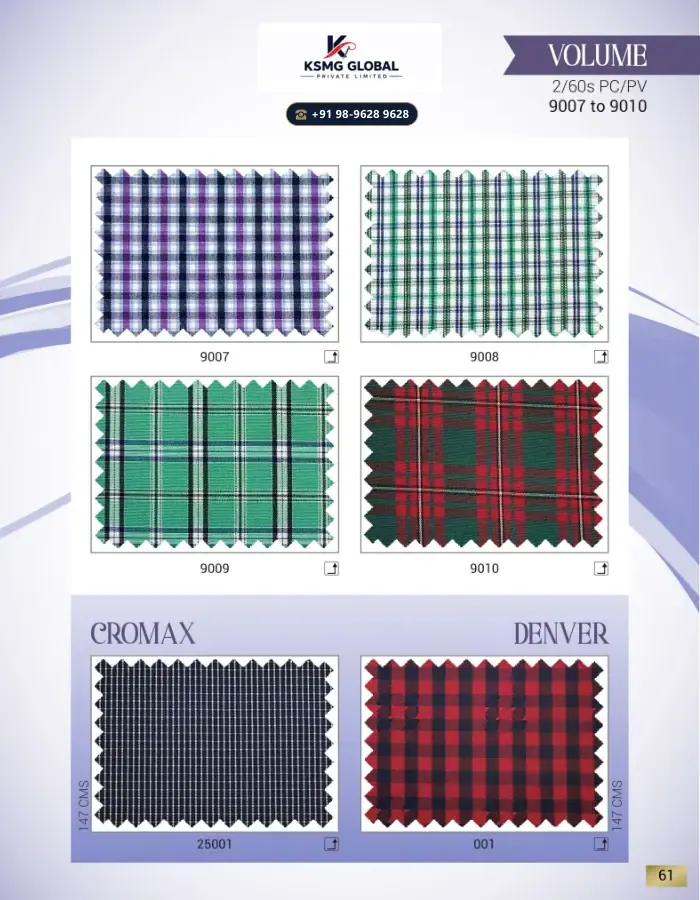 KSMG GLOBAL
PRIVATE LIMITED
+91 98-9628 9628
VOLUME
2/60s PC/PV
9007 to 9010
9007
9008
9009
9010
CROMAX
DENVER
147 CMS
147 CMS
25001
001
61